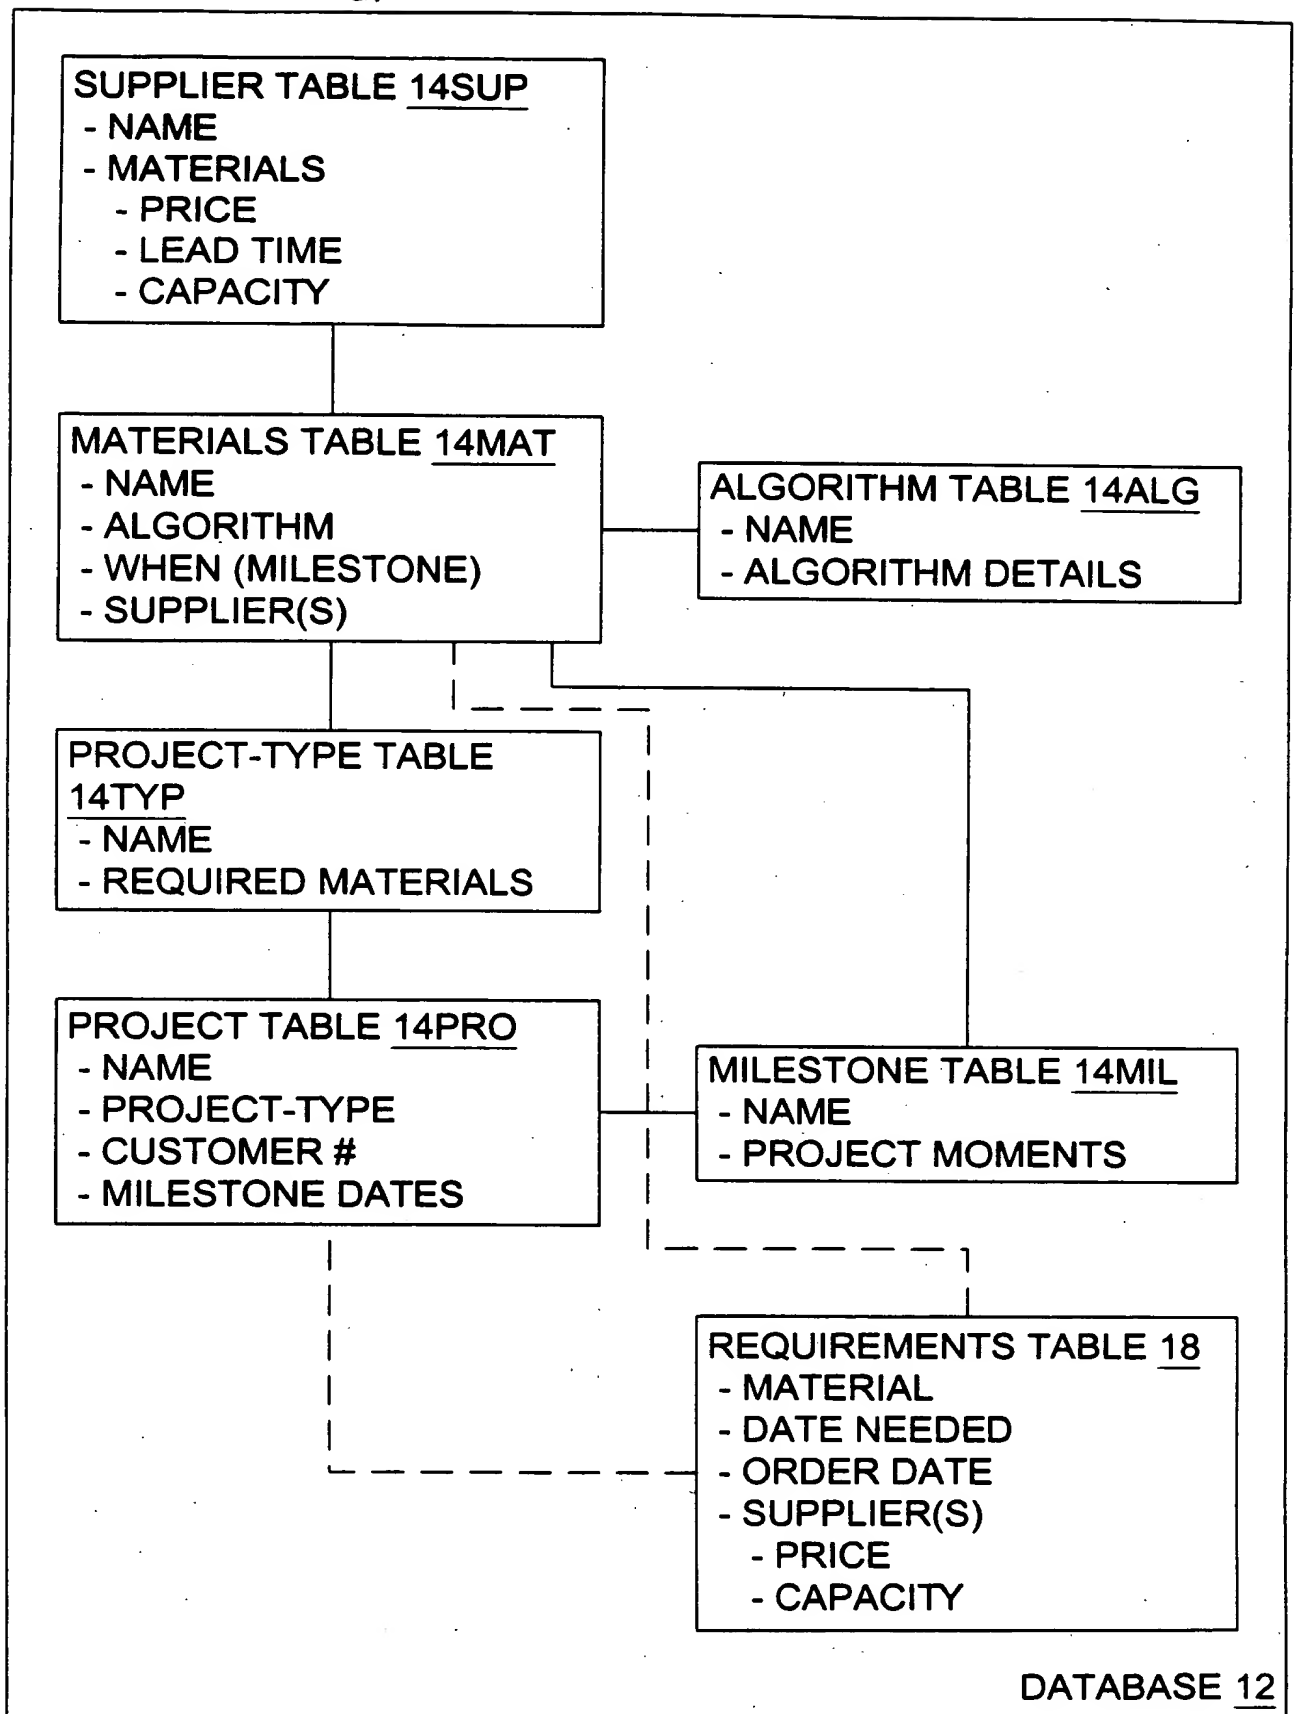 SUPPLIER TABLE 14SUP
- NAME
- MATERIALS
- PRICE
- LEAD TIME
- CAPACITY
MATERIALS TABLE 14MAT
- NAME
- ALGORITHM
- WHEN (MILESTONE)
- SUPPLIER(S)
ALGORITHM TABLE 14ALG
- NAME
- ALGORITHM DETAILS
PROJECT-TYPE TABLE
14TYP
- NAME
- REQUIRED MATERIALS
PROJECT TABLE 14PRO
- NAME
- PROJECT-TYPE
- CUSTOMER #
- MILESTONE DATES
MILESTONE TABLE 14MIL
- NAME
- PROJECT MOMENTS
REQUIREMENTS TABLE 18
- MATERIAL
- DATE NEEDED
- ORDER DATE
- SUPPLIER(S)
- PRICE
- CAPACITY
DATABASE 12